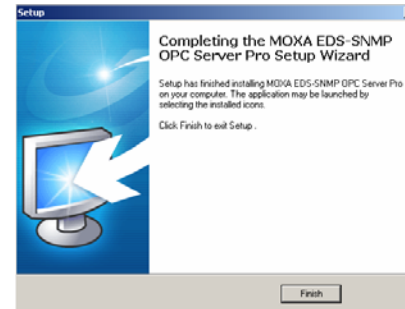 Setup
Completing the MOXA EDS-SNMP
OPC Server Pro Setup Wizard
Setup has finished installing MOXA EDS-SNMP OPC Server Pro
on your computer. The application may be launched by
selecting the installed icons.
Click Finish to exit Setup .
Finish